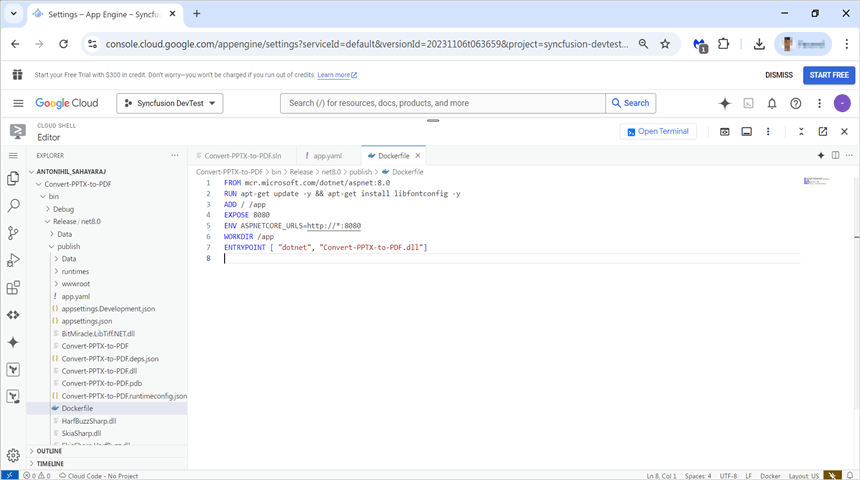 Settings – App Engine – Syncfu
console.cloud.google.com/appengine/settings?serviceId=default&versionId=20231106t063659&project=syncfusion-devtest...
1
Start your Free Trial with $300 in credit. Don't worry—you won't be charged if you run out of credits. Learn more
DISMISS
START FREE
Google Cloud
Syncfusion DevTest
Search (/) for resources, docs, products, and more
Search
CLOUD SHELL
Editor
Open Terminal
EXPLORER
Convert-PPTX-to-PDF.sln
app.yaml
Dockerfile
ANTONIHIL_SAHAYARAJ
Convert-PPTX-to-PDF
bin
Debug
Release / net8.0
Data
publish
Data
runtimes
wwwroot
app.yaml
appsettings.Development.json
appsettings.json
BitMiracle.LibTiff.NET.dll
Convert-PPTX-to-PDF
Convert-PPTX-to-PDF.deps.json
Convert-PPTX-to-PDF.dll
Convert-PPTX-to-PDF.pdb
Convert-PPTX-to-PDF.runtimeconfig.json
Dockerfile
HarfBuzzSharp.dll
SkiaSharp.dll
OUTLINE
TIMELINE
Convert-PPTX-to-PDF > bin > Release > net8.0 > publish > Dockerfile
1 FROM mcr.microsoft.com/dotnet/aspnet:8.0
2 RUN apt-get update -y && apt-get install libfontconfig -y
3 ADD / /app
4 EXPOSE 8080
5 ENV ASPNETCORE_URLS=http://*:8080
6 WORKDIR /app
7 ENTRYPOINT [ "dotnet", "Convert-PPTX-to-PDF.dll"]
8
0 0 Cloud Code - No Project
Ln 8, Col 1 Spaces: 4 UTF-8 LF Docker Layout: US